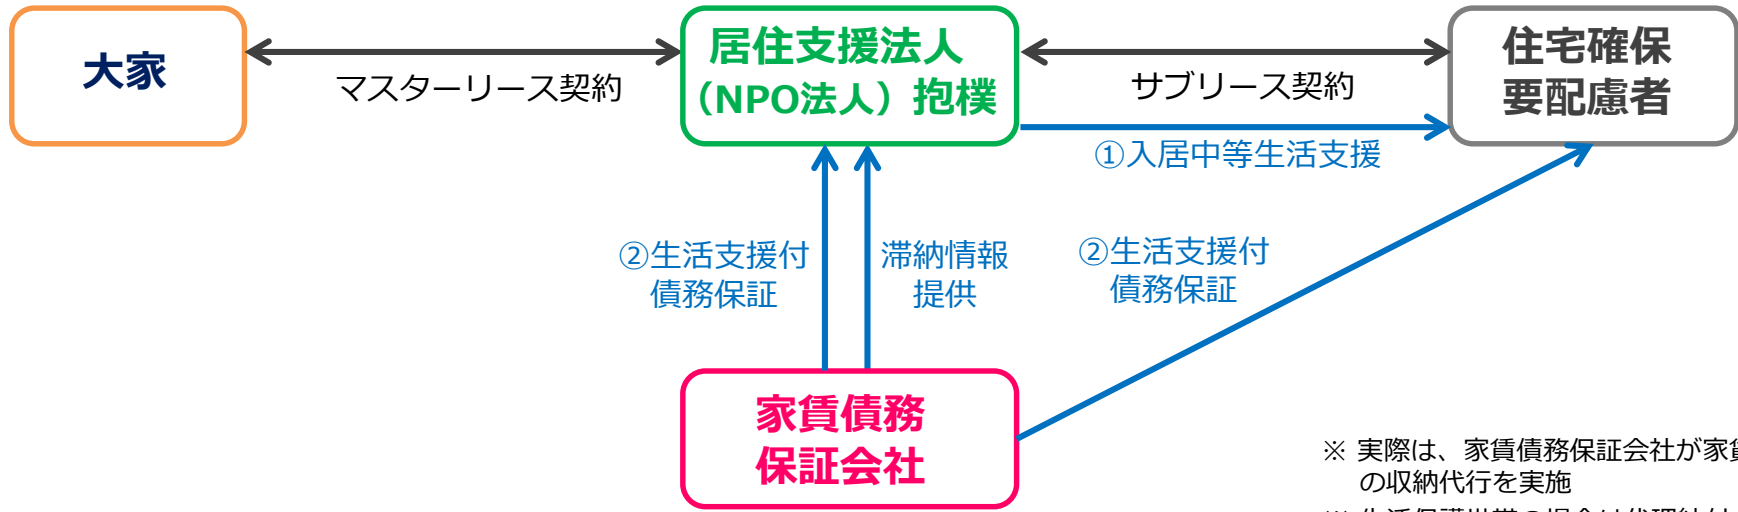 大家
マスターリース契約
居住支援法人
（NPO法人）抱樸
サブリース契約
住宅確保
要配慮者
①入居中等生活支援
②生活支援付
債務保証
滞納情報
提供
②生活支援付
債務保証
家賃債務
保証会社
※ 実際は、家賃債務保証会社が家賃
の収納代行を実施